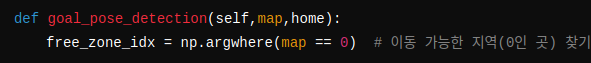 def goal_pose_detection(self,map,home):
    free_zone_idx = np.argwhere(map == 0)  # 이동 가능한 지역(0인 곳) 찾기